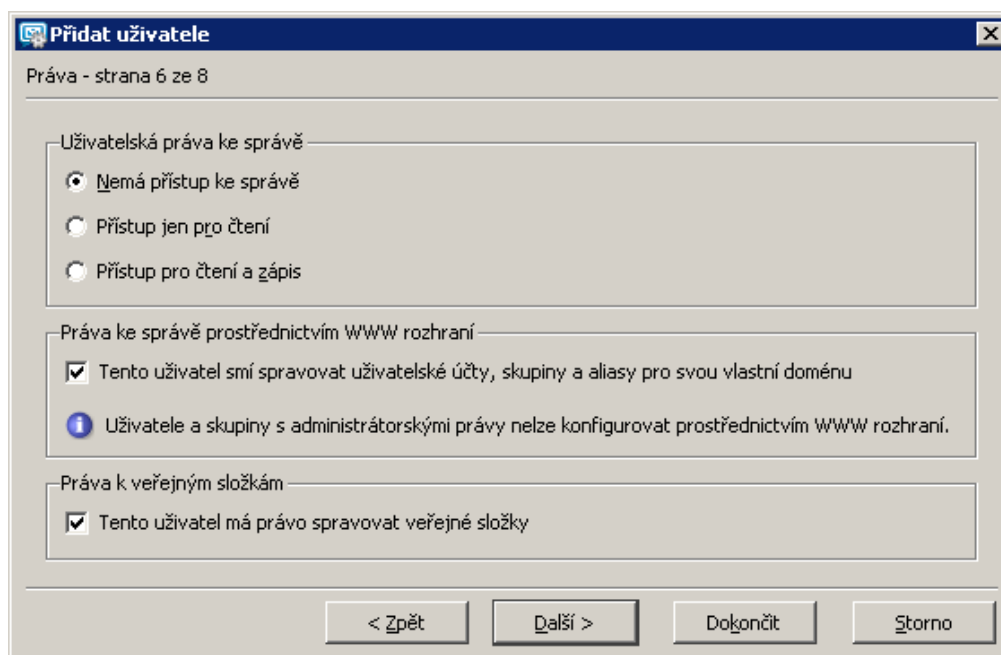 Přidat uživatele
Práva - strana 6 ze 8
Uživatelská práva ke správě
Nemá přístup ke správě
Přístup jen pro čtení
Přístup pro čtení a zápis
Práva ke správě prostřednictvím WWW rozhraní
Tento uživatel smí spravovat uživatelské účty, skupiny a aliasy pro svou vlastní doménu
Uživatele a skupiny s administrátorskými právy nelze konfigurovat prostřednictvím WWW rozhraní.
Práva k veřejným složkám
Tento uživatel má právo spravovat veřejné složky
< Zpět Další > Dokončit Storno